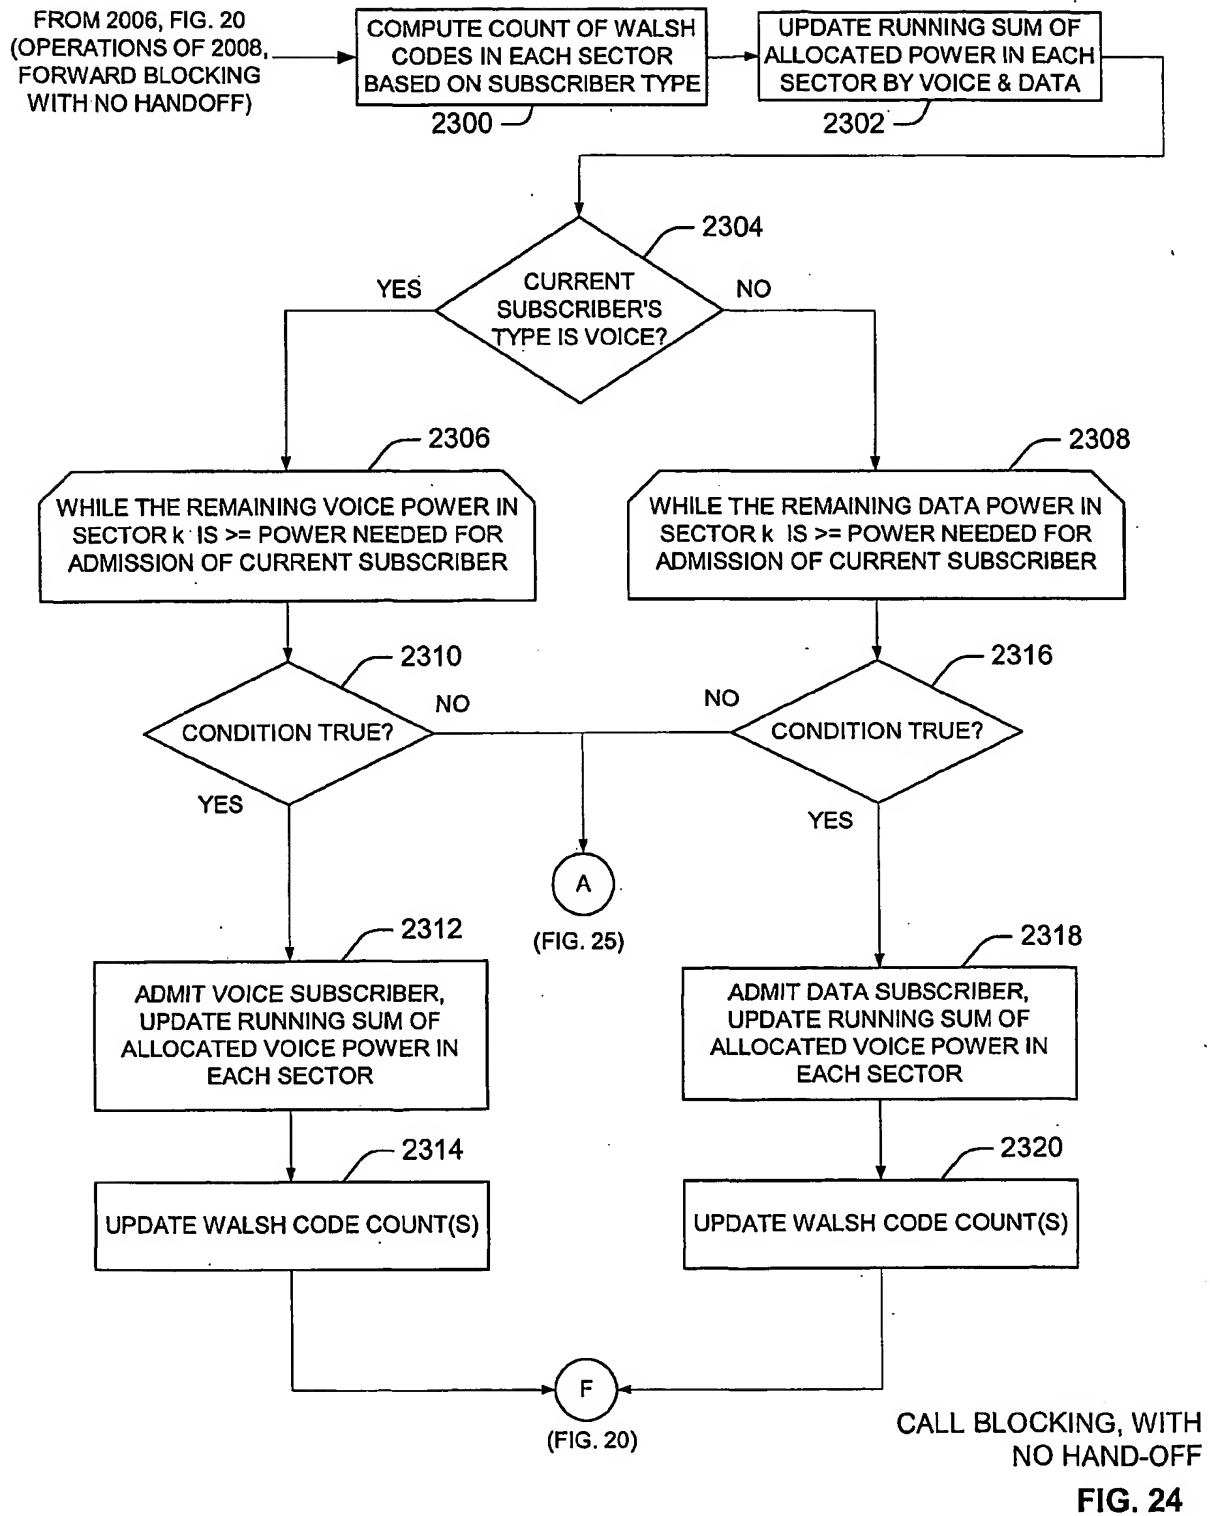 FROM 2006, FIG. 20
(OPERATIONS OF 2008,
FORWARD BLOCKING
WITH NO HANDOFF)
COMPUTE COUNT OF WALSH
CODES IN EACH SECTOR
BASED ON SUBSCRIBER TYPE
2300
UPDATE RUNNING SUM OF
ALLOCATED POWER IN EACH
SECTOR BY VOICE & DATA
2302
2304
CURRENT
SUBSCRIBER'S
TYPE IS VOICE?
YES
NO
2306
WHILE THE REMAINING VOICE POWER IN
SECTOR k IS >= POWER NEEDED FOR
ADMISSION OF CURRENT SUBSCRIBER
2308
WHILE THE REMAINING DATA POWER IN
SECTOR k IS >= POWER NEEDED FOR
ADMISSION OF CURRENT SUBSCRIBER
2310
CONDITION TRUE?
NO
YES
2316
CONDITION TRUE?
NO
YES
A
(FIG. 25)
2312
ADMIT VOICE SUBSCRIBER,
UPDATE RUNNING SUM OF
ALLOCATED VOICE POWER IN
EACH SECTOR
2318
ADMIT DATA SUBSCRIBER,
UPDATE RUNNING SUM OF
ALLOCATED VOICE POWER IN
EACH SECTOR
2314
UPDATE WALSH CODE COUNT(S)
2320
UPDATE WALSH CODE COUNT(S)
F
(FIG. 20)
CALL BLOCKING, WITH
NO HAND-OFF
FIG. 24